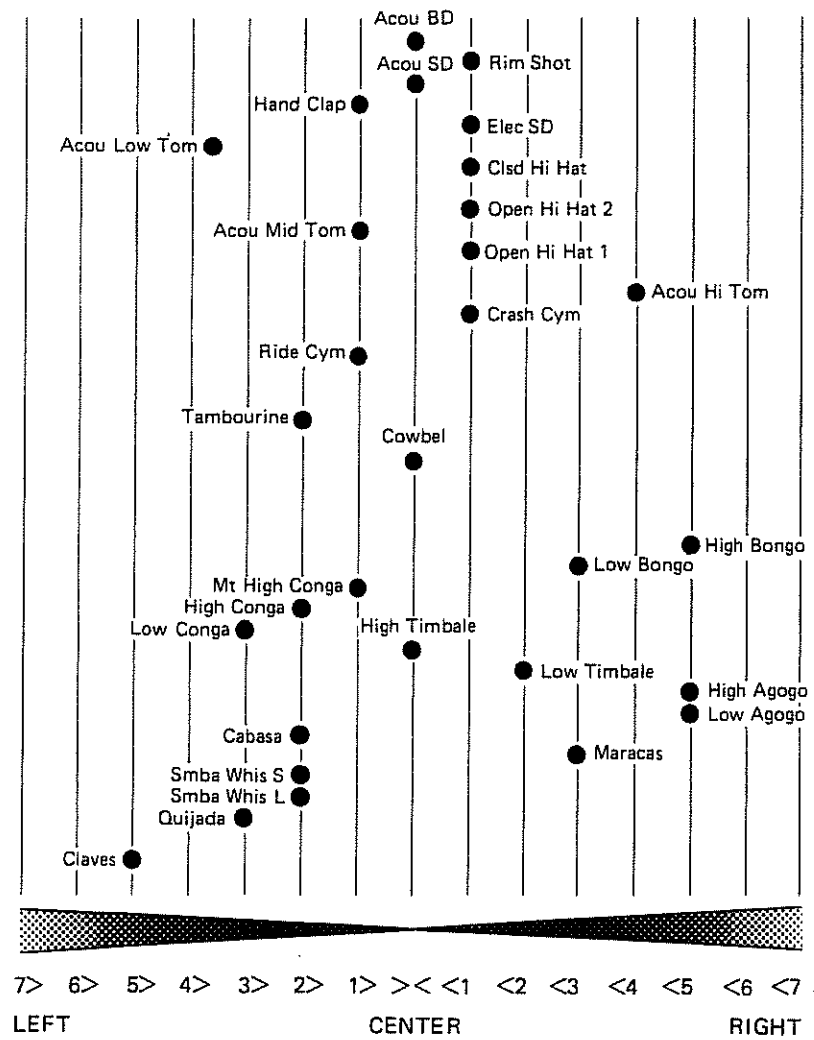 Acou BD
Acou SD
Rim Shot
Hand Clap
Elec SD
Acou Low Tom
Clsd Hi Hat
Open Hi Hat 2
Acou Mid Tom
Open Hi Hat 1
Acou Hi Tom
Crash Cym
Ride Cym
Tambourine
Cowbel
High Bongo
Low Bongo
Mt High Conga
High Conga
Low Conga
High Timbale
Low Timbale
High Agogo
Low Agogo
Cabasa
Maracas
Smba Whis S
Smba Whis L
Quijada
Claves
7> 6> 5> 4> 3> 2> 1> >< <1 <2 <3 <4 <5 <6 <7
LEFT CENTER RIGHT